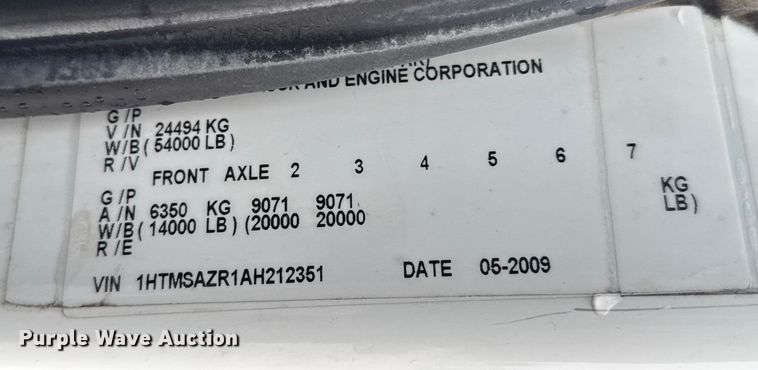 AND ENGINE CORPORATION
G/P
V/N 24494 KG
W/B( 54000 LB)
R/V
FRONT AXLE 2 3 4 5 6 7
G/P
A/N 6350 KG 9071 9071 KG
W/B( 14000 LB) (20000 20000 LB)
R/E
VIN 1HTMSAZR1AH212351 DATE 05-2009
Purple Wave Auction